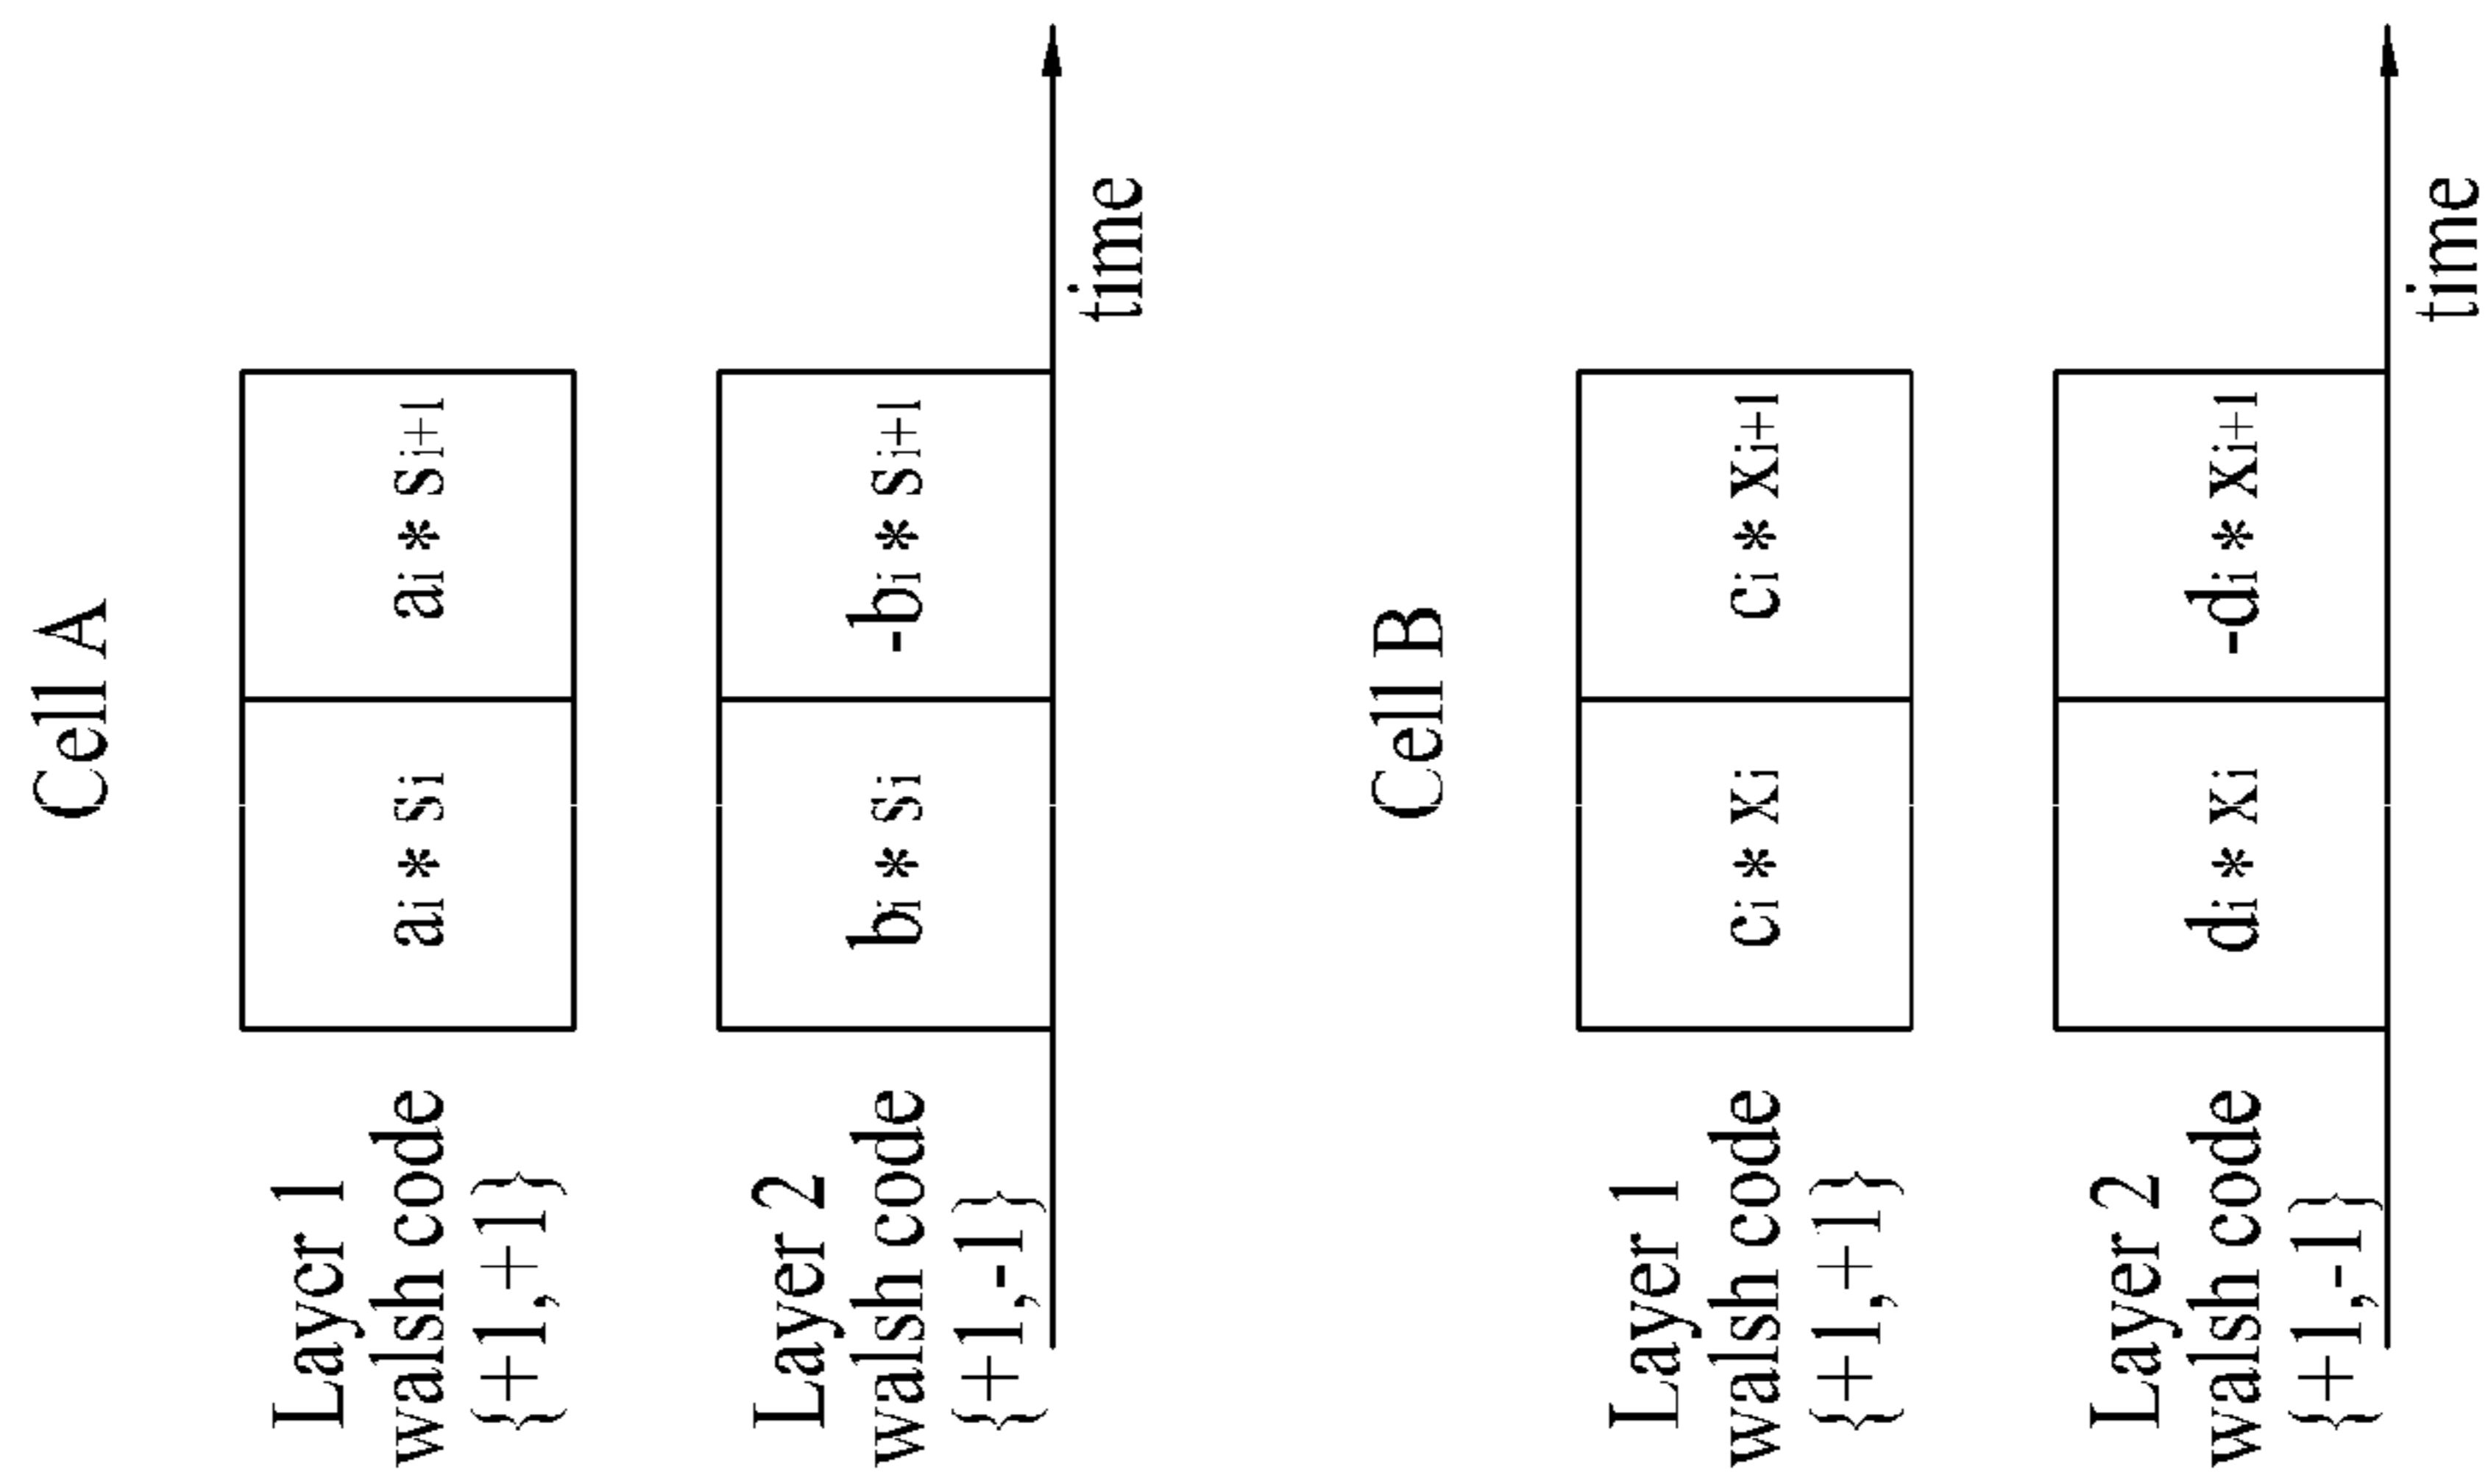 Cell A
Layer 1
walsh code
{+1,+1}
ai * si
ai * si+1
Layer 2
walsh code
{+1,-1}
bi * si
-bi * si+1
time
Cell B
Layer 1
walsh code
{+1,+1}
ci * xi
ci * xi+1
Layer 2
walsh code
{+1,-1}
di * xi
-di * xi+1
time